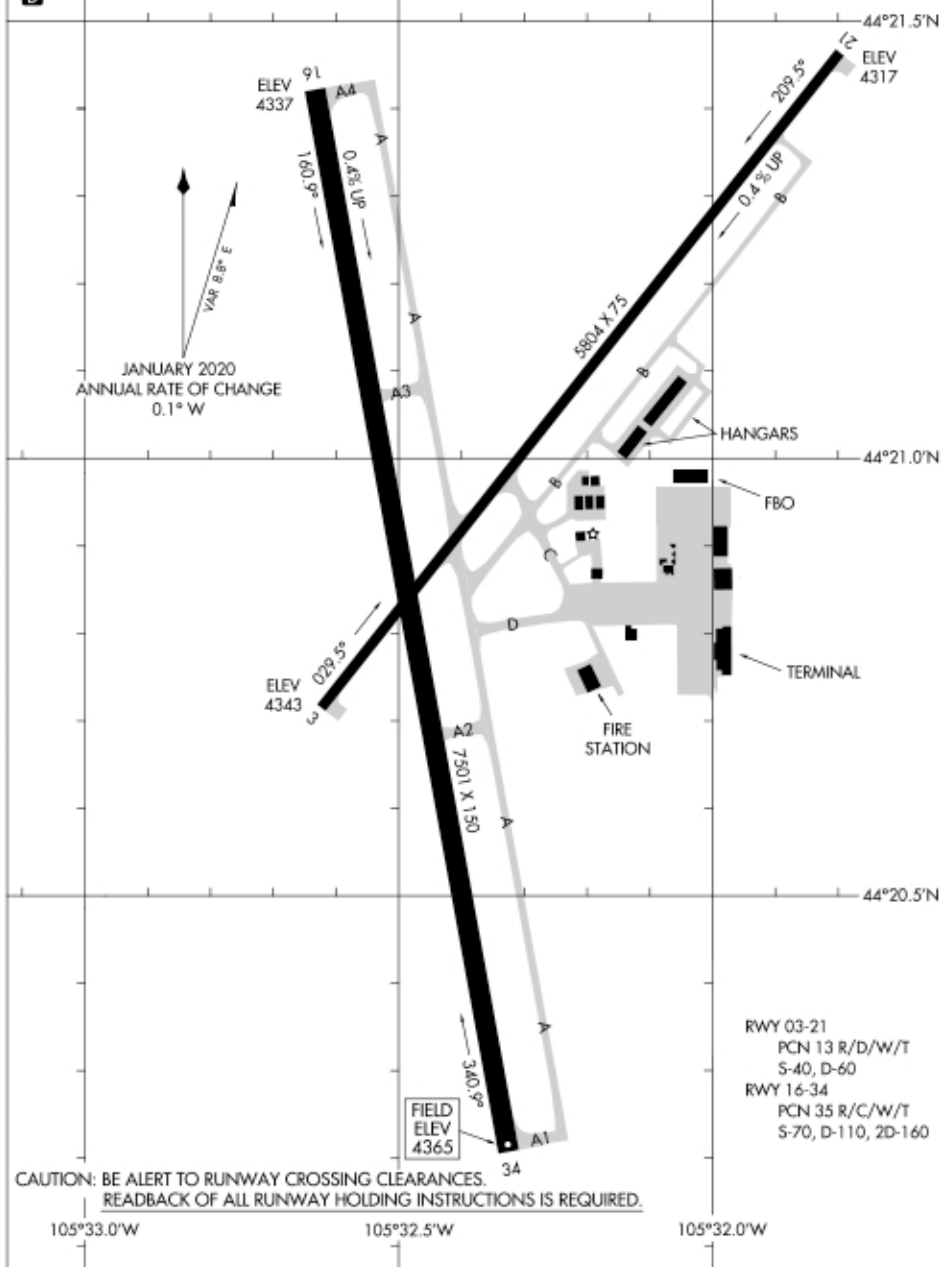 44°21.5'N
21
ELEV
4317
209.5°
0.4% UP
B
16
ELEV
4337
A4
A
160.9°
0.4% UP
VAR 8.8° E
JANUARY 2020
ANNUAL RATE OF CHANGE
0.1° W
A
A3
5804 X 75
B
HANGARS
44°21.0'N
B
FBO
C
D
029.5°
ELEV
4343
3
TERMINAL
FIRE
STATION
A2
7501 X 150
A
44°20.5'N
A
340.9°
FIELD
ELEV
4365
A1
34
RWY 03-21
PCN 13 R/D/W/T
S-40, D-60
RWY 16-34
PCN 35 R/C/W/T
S-70, D-110, 2D-160
CAUTION: BE ALERT TO RUNWAY CROSSING CLEARANCES.
READBACK OF ALL RUNWAY HOLDING INSTRUCTIONS IS REQUIRED.
105°33.0'W
105°32.5'W
105°32.0'W